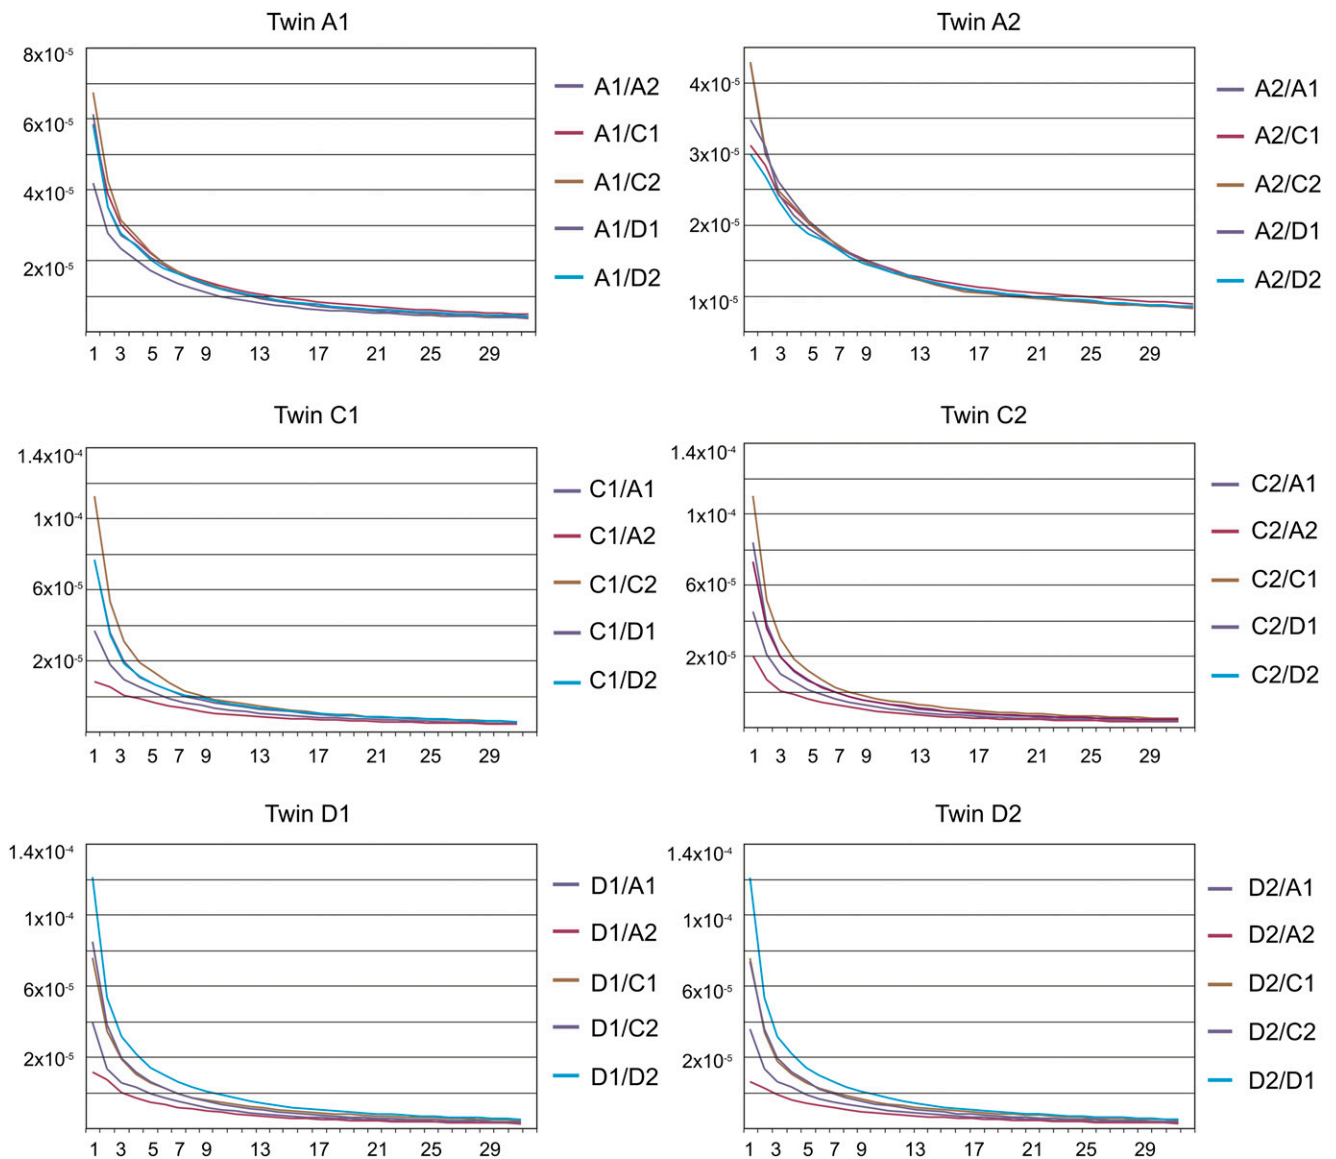 Twin A1
8x10⁻⁵
6x10⁻⁵
4x10⁻⁵
2x10⁻⁵
1 3 5 7 9 13 17 21 25 29
A1/A2
A1/C1
A1/C2
A1/D1
A1/D2
Twin A2
4x10⁻⁵
3x10⁻⁵
2x10⁻⁵
1x10⁻⁵
1 3 5 7 9 13 17 21 25 29
A2/A1
A2/C1
A2/C2
A2/D1
A2/D2
Twin C1
1.4x10⁻⁴
1x10⁻⁴
6x10⁻⁵
2x10⁻⁵
1 3 5 7 9 13 17 21 25 29
C1/A1
C1/A2
C1/C2
C1/D1
C1/D2
Twin C2
1.4x10⁻⁴
1x10⁻⁴
6x10⁻⁵
2x10⁻⁵
1 3 5 7 9 13 17 21 25 29
C2/A1
C2/A2
C2/C1
C2/D1
C2/D2
Twin D1
1.4x10⁻⁴
1x10⁻⁴
6x10⁻⁵
2x10⁻⁵
1 3 5 7 9 13 17 21 25 29
D1/A1
D1/A2
D1/C1
D1/C2
D1/D2
Twin D2
1.4x10⁻⁴
1x10⁻⁴
6x10⁻⁵
2x10⁻⁵
1 3 5 7 9 13 17 21 25 29
D2/A1
D2/A2
D2/C1
D2/C2
D2/D1